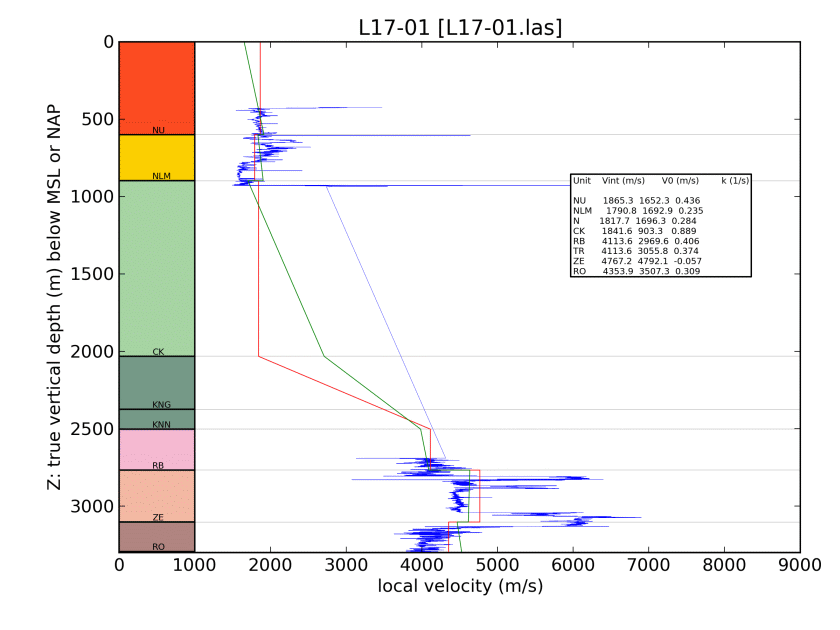 L17-01 [L17-01.las]
Z: true vertical depth (m) below MSL or NAP
0
500
1000
1500
2000
2500
3000
NU
NLM
CK
KNG
KNN
RB
ZE
RO
Unit Vint (m/s) V0 (m/s) k (1/s)
NU 1865.3 1652.3 0.436
NLM 1790.8 1692.9 0.235
N 1817.7 1696.3 0.284
CK 1841.6 903.3 0.889
RB 4113.6 2969.6 0.406
TR 4113.6 3055.8 0.374
ZE 4767.2 4792.1 -0.057
RO 4353.9 3507.3 0.309
0 1000 2000 3000 4000 5000 6000 7000 8000 9000
local velocity (m/s)